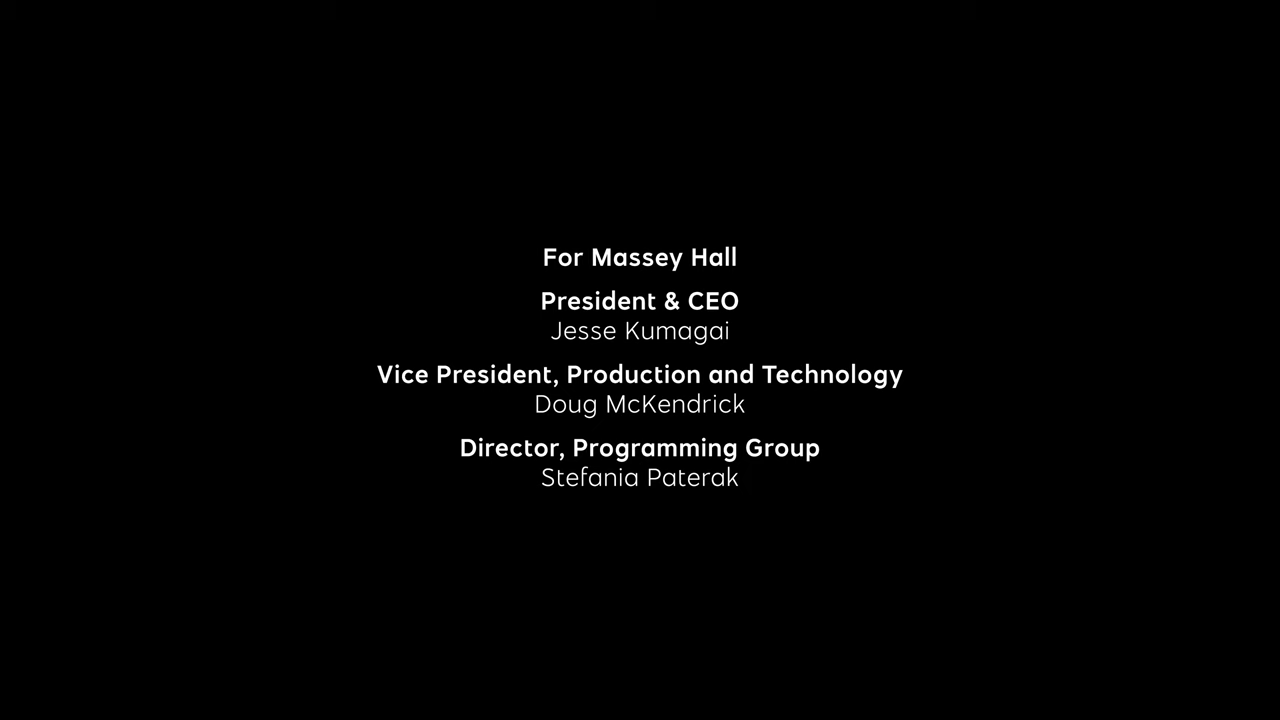 For Massey Hall
President & CEO
Jesse Kumagai
Vice President, Production and Technology
Doug McKendrick
Director, Programming Group
Stefania Paterak